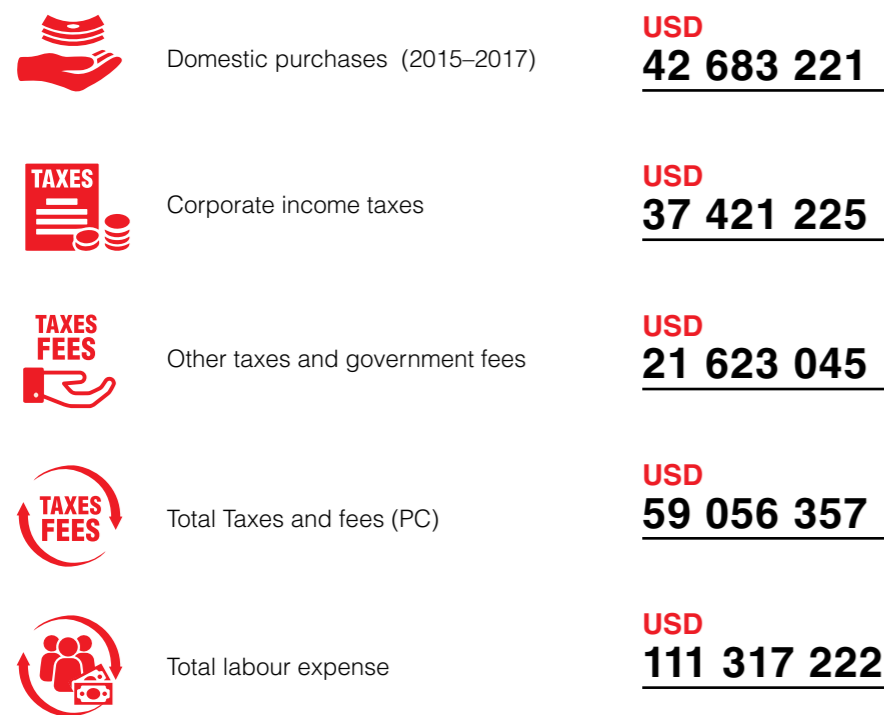 Domestic purchases (2015–2017)
USD
42 683 221
TAXES
Corporate income taxes
USD
37 421 225
TAXES
FEES
Other taxes and government fees
USD
21 623 045
TAXES
FEES
Total Taxes and fees (PC)
USD
59 056 357
Total labour expense
USD
111 317 222